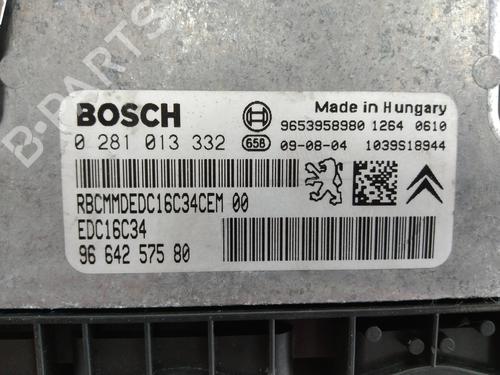 B-PARTS
BOSCH
Made in Hungary
0 281 013 332
658
9653958980 1264 0610
09-08-04 1039S18944
RBCMMDEDC16C34CEM 00
EDC16C34
96 642 575 80